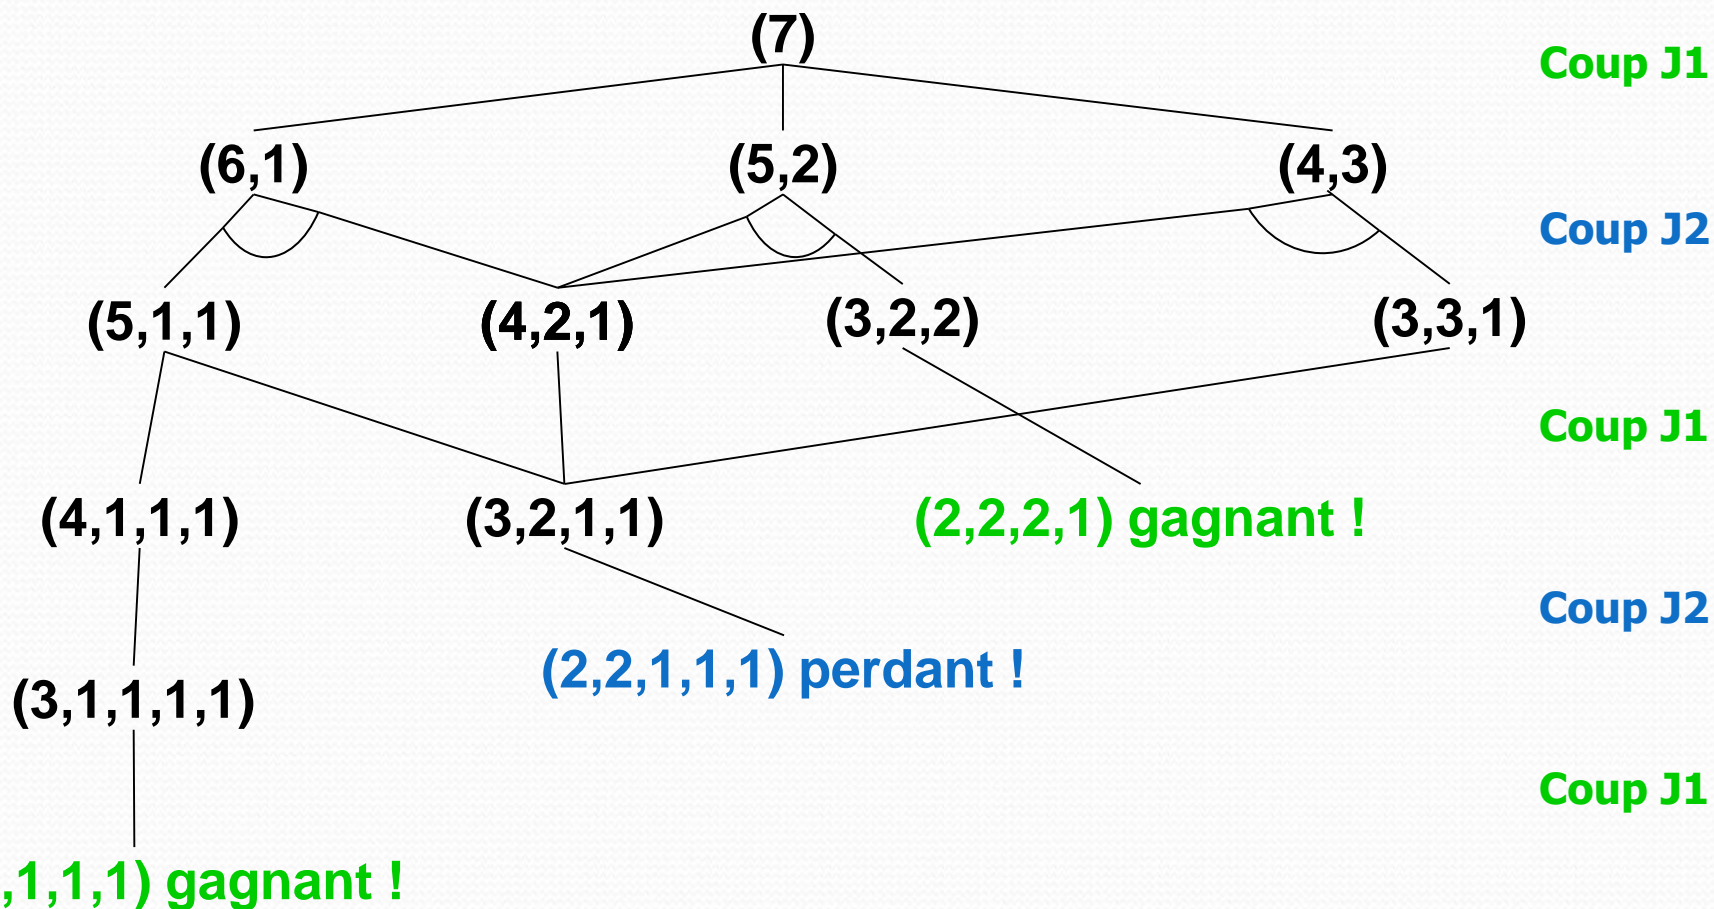 (7)
Coup J1
(6,1) (5,2) (4,3)
Coup J2
(5,1,1) (4,2,1) (3,2,2) (3,3,1)
Coup J1
(4,1,1,1) (3,2,1,1) (2,2,2,1) gagnant !
Coup J2
(2,2,1,1,1) perdant !
(3,1,1,1,1)
Coup J1
,1,1,1) gagnant !